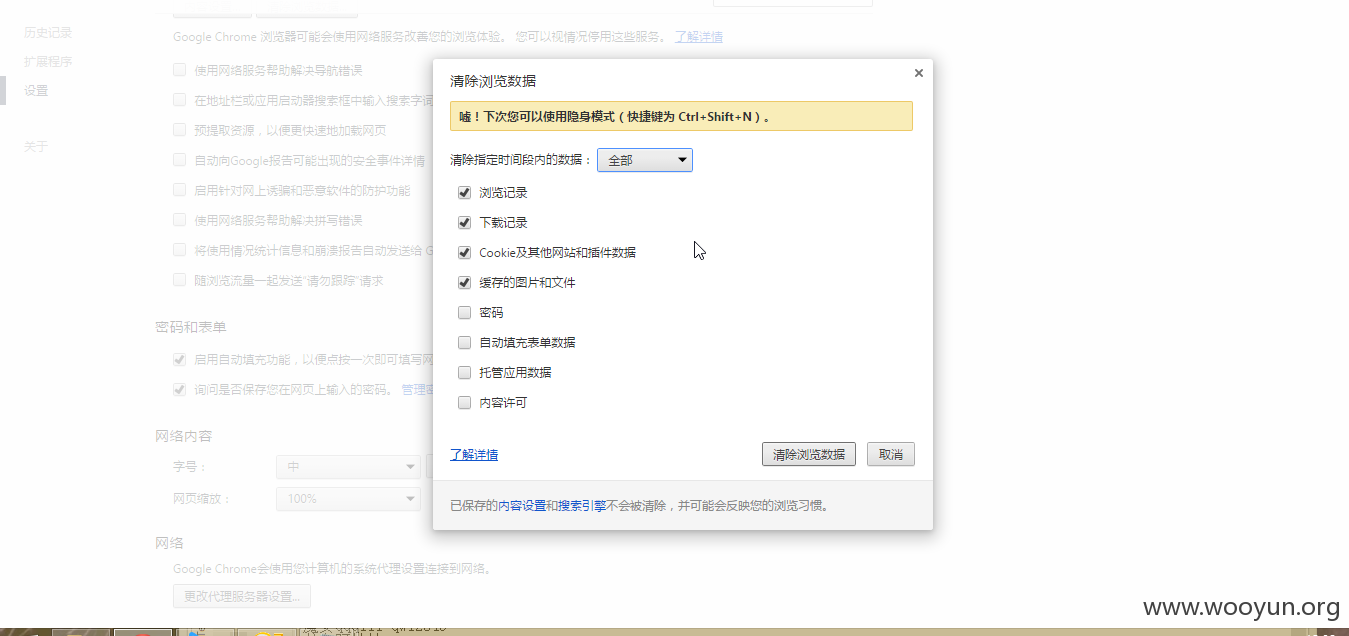 历史记录
扩展程序
设置
关于
Google Chrome 浏览器可能会使用网络服务改善您的浏览体验。 您可以视情况停用这些服务。 了解详情
使用网络服务帮助解决导航错误
在地址栏或应用启动器搜索框中输入搜索字词
预提取资源，以便更快速地加载网页
自动向Google报告可能出现的安全事件详情
启用针对网上诱骗和恶意软件的防护功能
使用网络服务帮助解决拼写错误
将使用情况统计信息和崩溃报告自动发送给 G
随浏览流量一起发送“请勿跟踪”请求
密码和表单
启用自动填充功能，以便点按一次即可填写网
询问是否保存您在网页上输入的密码。 管理密
网络内容
字号：
中
网页缩放：
100%
网络
Google Chrome会使用您计算机的系统代理设置连接到网络。
更改代理服务器设置...
清除浏览数据
×
嘘！下次您可以使用隐身模式（快捷键为 Ctrl+Shift+N）。
清除指定时间段内的数据：
全部
浏览记录
下载记录
Cookie及其他网站和插件数据
缓存的图片和文件
密码
自动填充表单数据
托管应用数据
内容许可
了解详情
清除浏览数据
取消
已保存的内容设置和搜索引擎不会被清除，并可能会反映您的浏览习惯。
www.wooyun.org